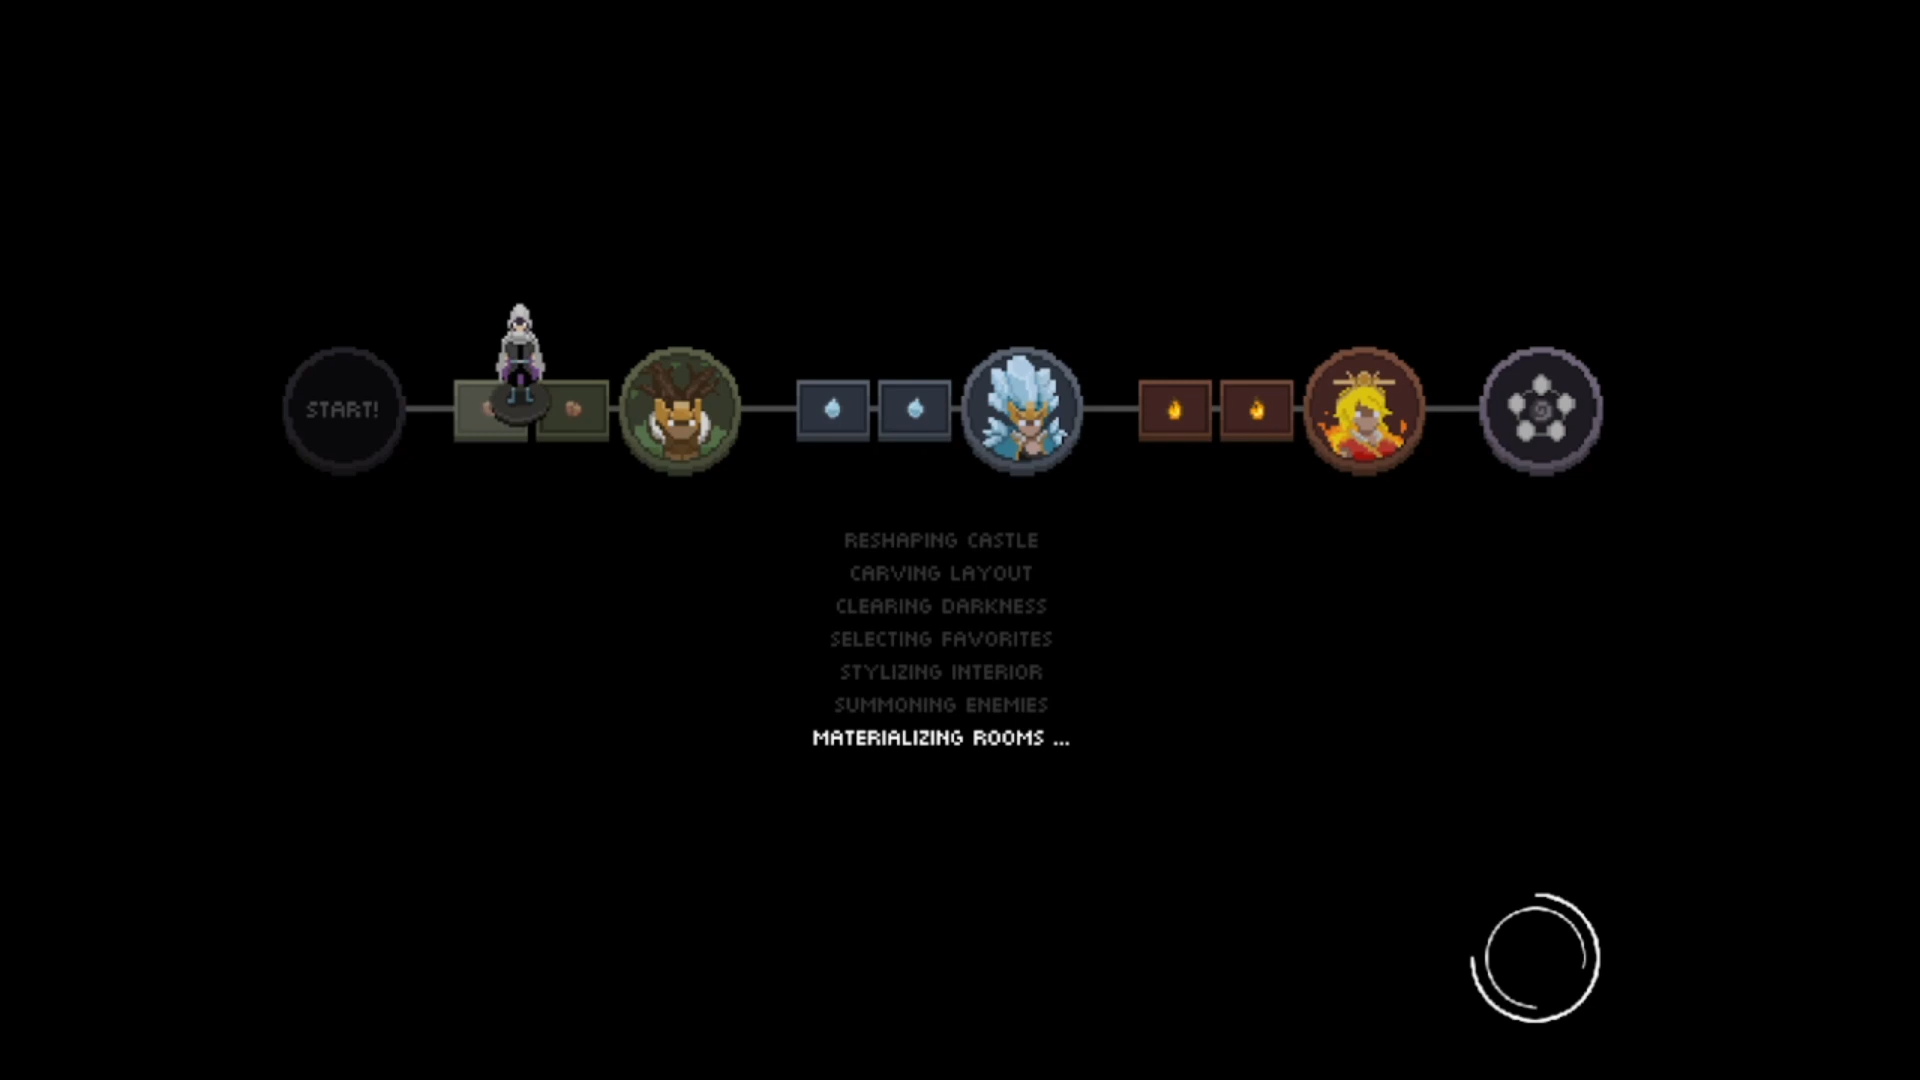 START!
RESHAPING CASTLE
CARVING LAYOUT
CLEARING DARKNESS
SELECTING FAVORITES
STYLIZING INTERIOR
SUMMONING ENEMIES
MATERIALIZING ROOMS ...